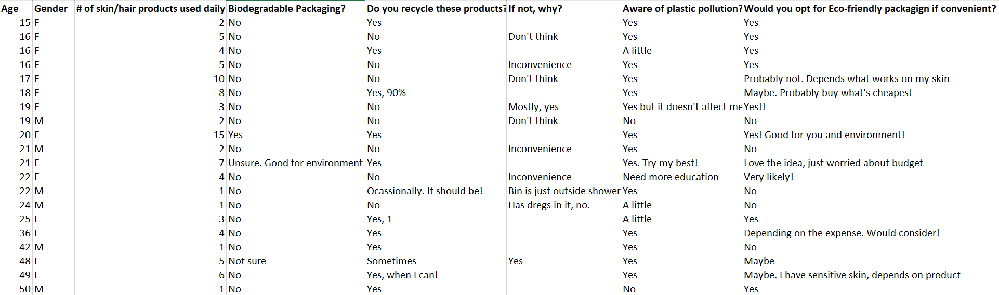 Age Gender # of skin/hair products used daily Biodegradable Packaging? Do you recycle these products? If not, why? Aware of plastic pollution? Would you opt for Eco-friendly packagign if convenient?
15 F 2 No Yes Yes Yes
16 F 5 No No Don't think Yes Yes
16 F 4 No Yes A little Yes
16 F 5 No No Inconvenience Yes Yes
17 F 10 No No Don't think Yes Probably not. Depends what works on my skin
18 F 8 No Yes, 90% Yes Maybe. Probably buy what's cheapest
19 F 3 No No Mostly, yes Yes but it doesn't affect me Yes!!
19 M 2 No No Don't think No No
20 F 15 Yes Yes Yes Yes! Good for you and environment!
21 M 2 No No Inconvenience Yes No
21 F 7 Unsure. Good for environment Yes Yes. Try my best! Love the idea, just worried about budget
22 F 4 No No Inconvenience Need more education Very likely!
22 M 1 No Ocassionally. It should be! Bin is just outside shower Yes No
24 M 1 No No Has dregs in it, no. A little No
25 F 3 No Yes, 1 A little Yes
36 F 4 No Yes Yes Depending on the expense. Would consider!
42 M 1 No Yes Yes No
48 F 5 Not sure Sometimes Yes Yes Maybe
49 F 6 No Yes, when I can! Yes Maybe. I have sensitive skin, depends on product
50 M 1 No Yes No Yes